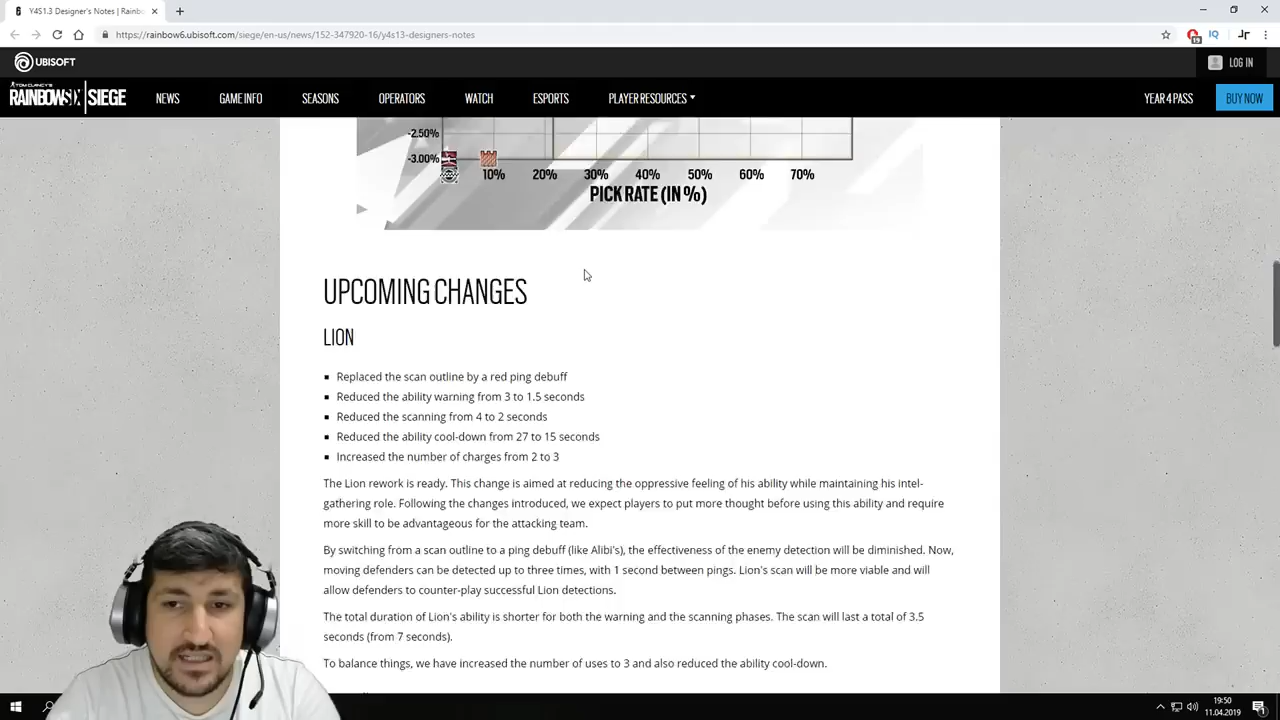 Y4S1.3 Designer's Notes | Rainb
https://rainbow6.ubisoft.com/siege/en-us/news/152-347920-16/y4s13-designers-notes
UBISOFT
LOG IN
TOM CLANCY'S
RAINBOW SIX | SIEGE
NEWS
GAME INFO
SEASONS
OPERATORS
WATCH
ESPORTS
PLAYER RESOURCES
YEAR 4 PASS
BUY NOW
-2.50%
-3.00%
10% 20% 30% 40% 50% 60% 70%
PICK RATE (IN %)
UPCOMING CHANGES
LION
▪ Replaced the scan outline by a red ping debuff
▪ Reduced the ability warning from 3 to 1.5 seconds
▪ Reduced the scanning from 4 to 2 seconds
▪ Reduced the ability cool-down from 27 to 15 seconds
▪ Increased the number of charges from 2 to 3
The Lion rework is ready. This change is aimed at reducing the oppressive feeling of his ability while maintaining his intel-
gathering role. Following the changes introduced, we expect players to put more thought before using this ability and require
more skill to be advantageous for the attacking team.
By switching from a scan outline to a ping debuff (like Alibi's), the effectiveness of the enemy detection will be diminished. Now,
moving defenders can be detected up to three times, with 1 second between pings. Lion's scan will be more viable and will
allow defenders to counter-play successful Lion detections.
The total duration of Lion's ability is shorter for both the warning and the scanning phases. The scan will last a total of 3.5
seconds (from 7 seconds).
To balance things, we have increased the number of uses to 3 and also reduced the ability cool-down.
19:50
11.04.2019